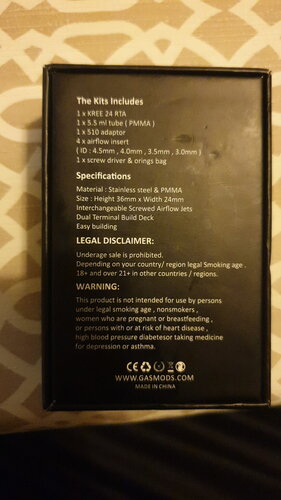 The Kits Includes
1 x KREE 24 RTA
1 x 5.5 ml tube ( PMMA )
1 x 510 adaptor
4 x airflow insert
( ID : 4.5mm , 4.0mm , 3.5mm , 3.0mm )
1 x screw driver & orings bag
Specifications
Material : Stainless steel & PMMA
Size : Height 36mm x Width 24mm
Interchangeable Screwed Airflow Jets
Dual Terminal Build Deck
Easy building
LEGAL DISCLAIMER:
Underage sale is prohibited.
Depending on your country/ region legal Smoking age .
18+ and over 21+ in other countries / regions.
WARNING:
This product is not intended for use by persons
under legal smoking age , nonsmokers ,
women who are pregnant or breastfeeding ,
or persons with or at risk of heart disease ,
high blood pressure diabetesor taking medicine
for depression or asthma.
CE
WWW.GASMODS.COM
MADE IN CHINA